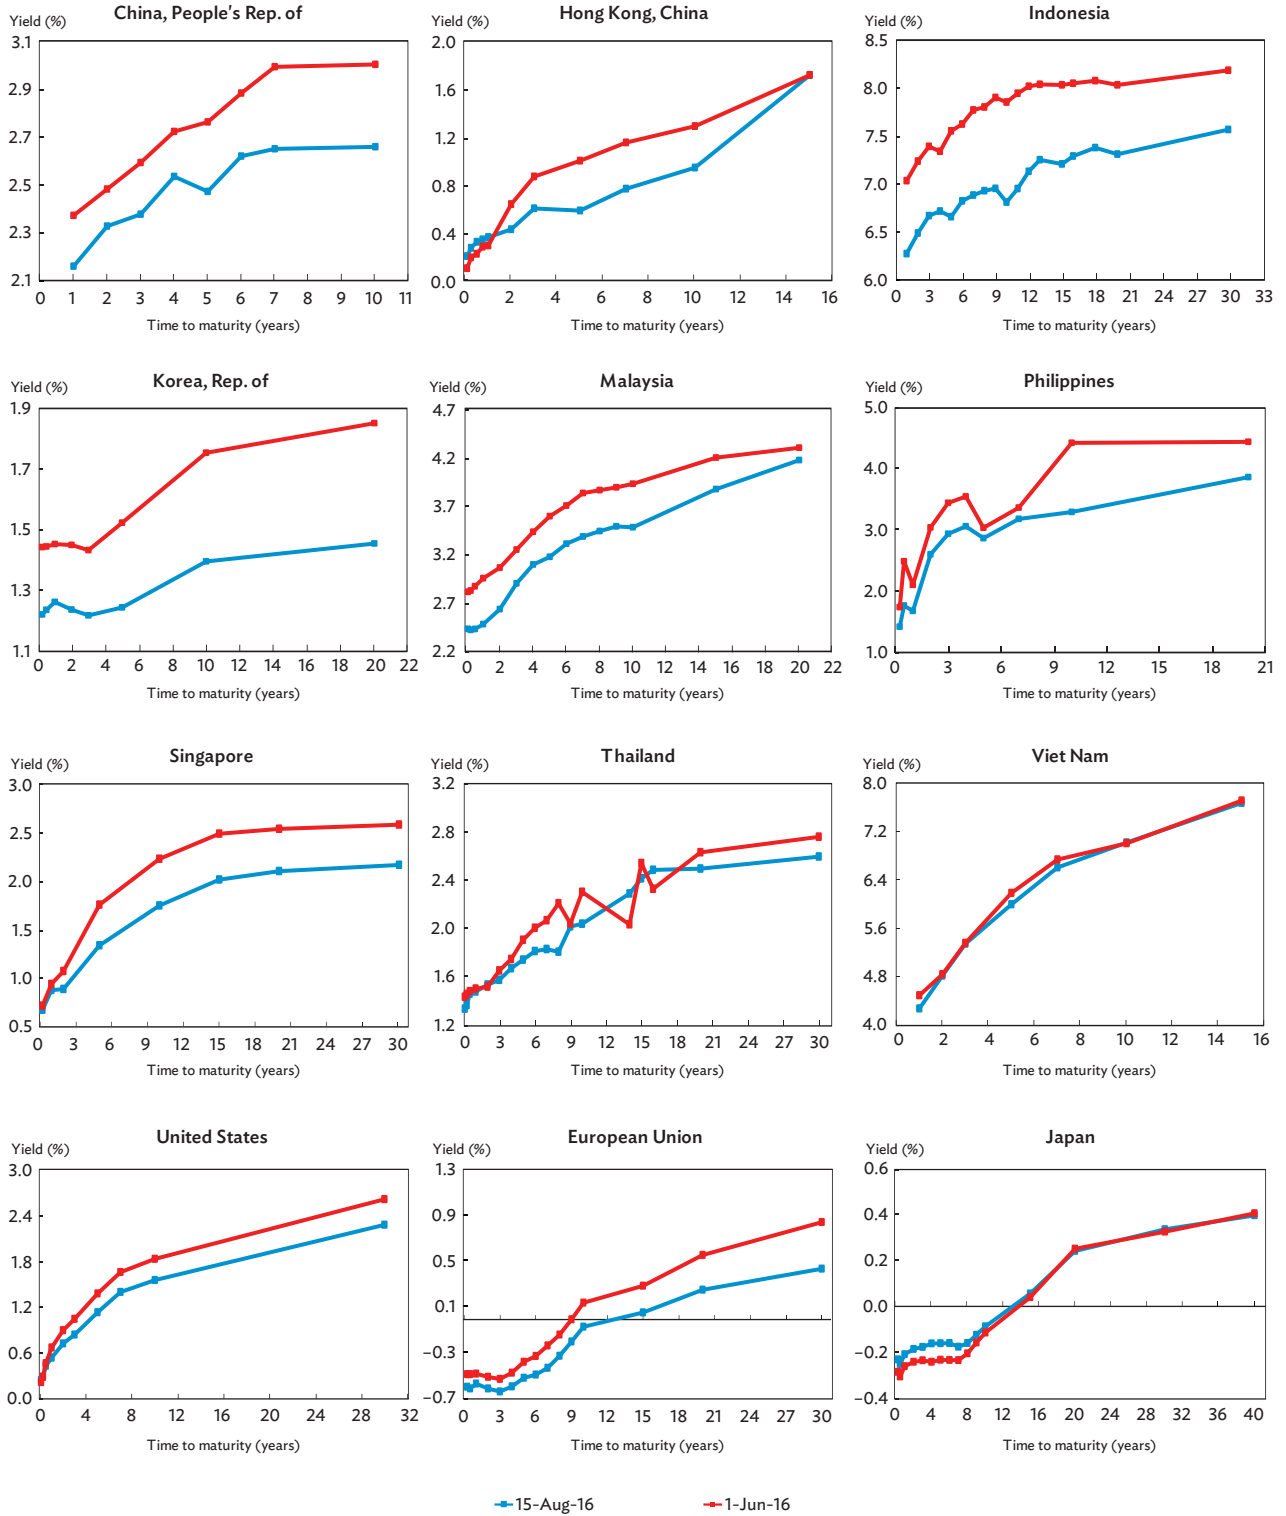 China, People's Rep. of
Yield (%)
3.1
2.9
2.7
2.5
2.3
2.1
0 1 2 3 4 5 6 7 8 9 10 11
Time to maturity (years)
Hong Kong, China
Yield (%)
2.0
1.6
1.2
0.8
0.4
0.0
0 2 4 6 8 10 12 14 16
Time to maturity (years)
Indonesia
Yield (%)
8.5
8.0
7.5
7.0
6.5
6.0
0 3 6 9 12 15 18 21 24 27 30 33
Time to maturity (years)
Korea, Rep. of
Yield (%)
1.9
1.7
1.5
1.3
1.1
0 2 4 6 8 10 12 14 16 18 20 22
Time to maturity (years)
Malaysia
Yield (%)
4.7
4.2
3.7
3.2
2.7
2.2
0 2 4 6 8 10 12 14 16 18 20 22
Time to maturity (years)
Philippines
Yield (%)
5.0
4.0
3.0
2.0
1.0
0 3 6 9 12 15 18 21
Time to maturity (years)
Singapore
Yield (%)
3.0
2.5
2.0
1.5
1.0
0.5
0 3 6 9 12 15 18 21 24 27 30
Time to maturity (years)
Thailand
Yield (%)
3.2
2.8
2.4
2.0
1.6
1.2
0 3 6 9 12 15 18 21 24 27 30
Time to maturity (years)
Viet Nam
Yield (%)
8.0
7.2
6.4
5.6
4.8
4.0
0 2 4 6 8 10 12 14 16
Time to maturity (years)
United States
Yield (%)
3.0
2.4
1.8
1.2
0.6
0.0
0 4 8 12 16 20 24 28 32
Time to maturity (years)
European Union
Yield (%)
1.3
0.9
0.5
0.1
–0.3
–0.7
0 3 6 9 12 15 18 21 24 27 30
Time to maturity (years)
Japan
Yield (%)
0.6
0.4
0.2
0.0
–0.2
–0.4
0 4 8 12 16 20 24 28 32 36 40
Time to maturity (years)
15-Aug-16 1-Jun-16